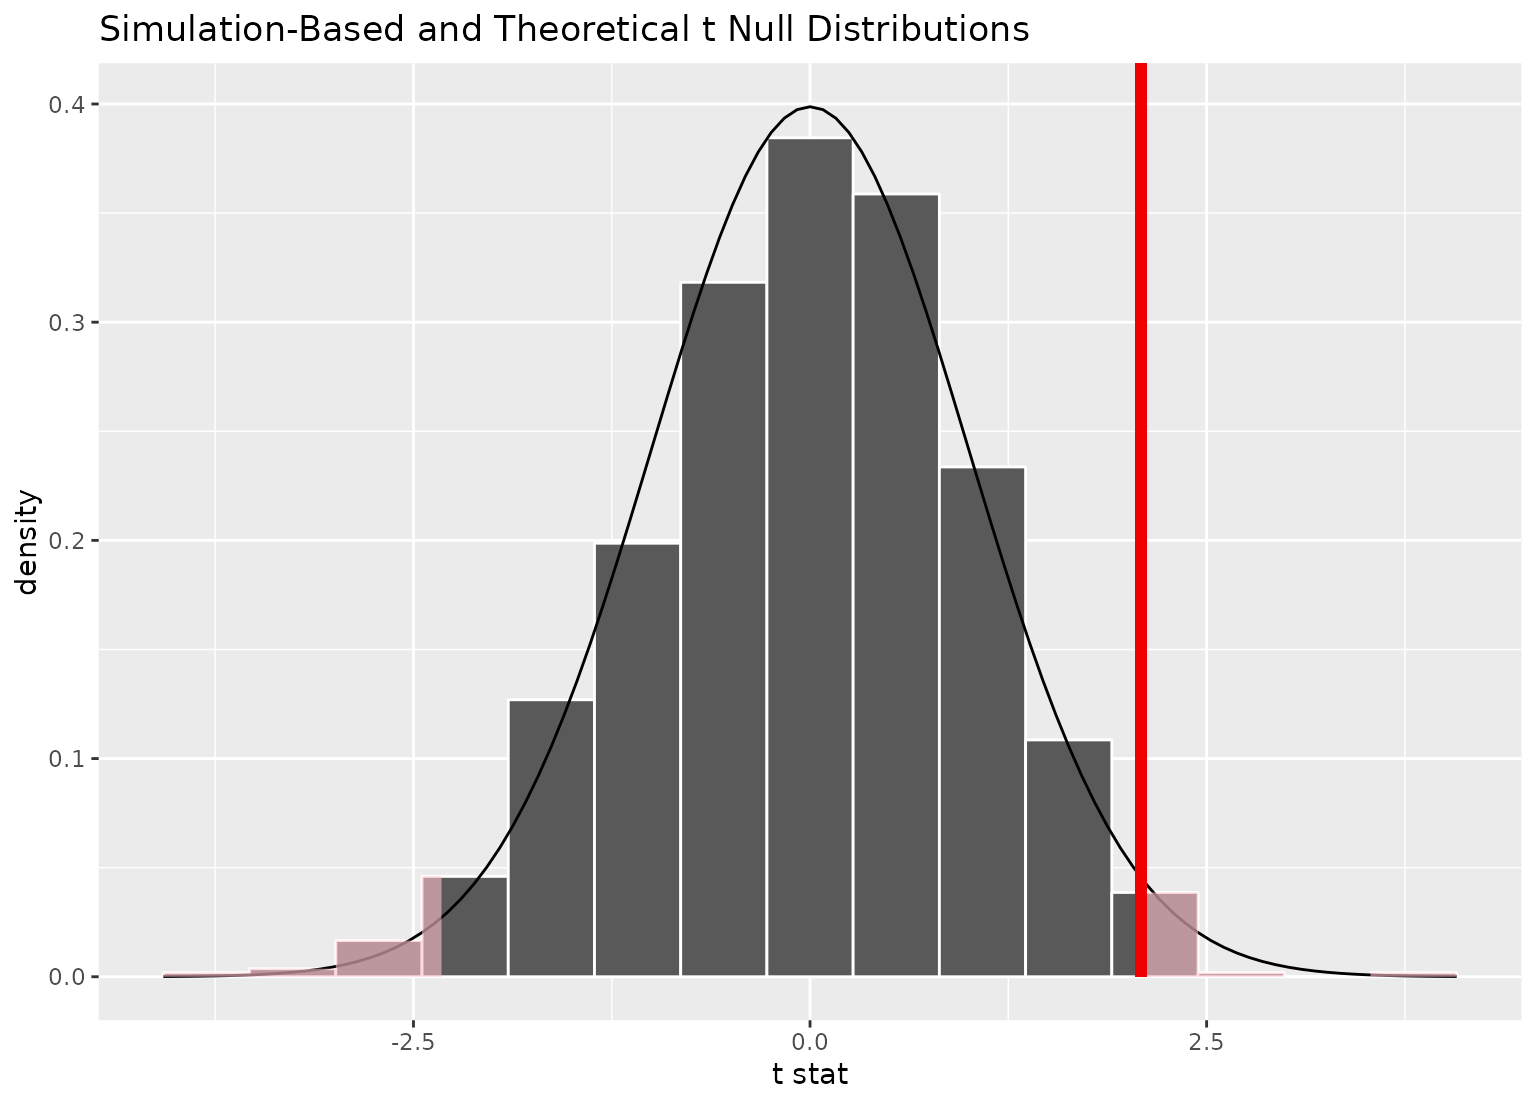 Simulation-Based and Theoretical t Null Distributions
0.4
0.3
0.2
0.1
0.0
density
-2.5 0.0 2.5
t stat